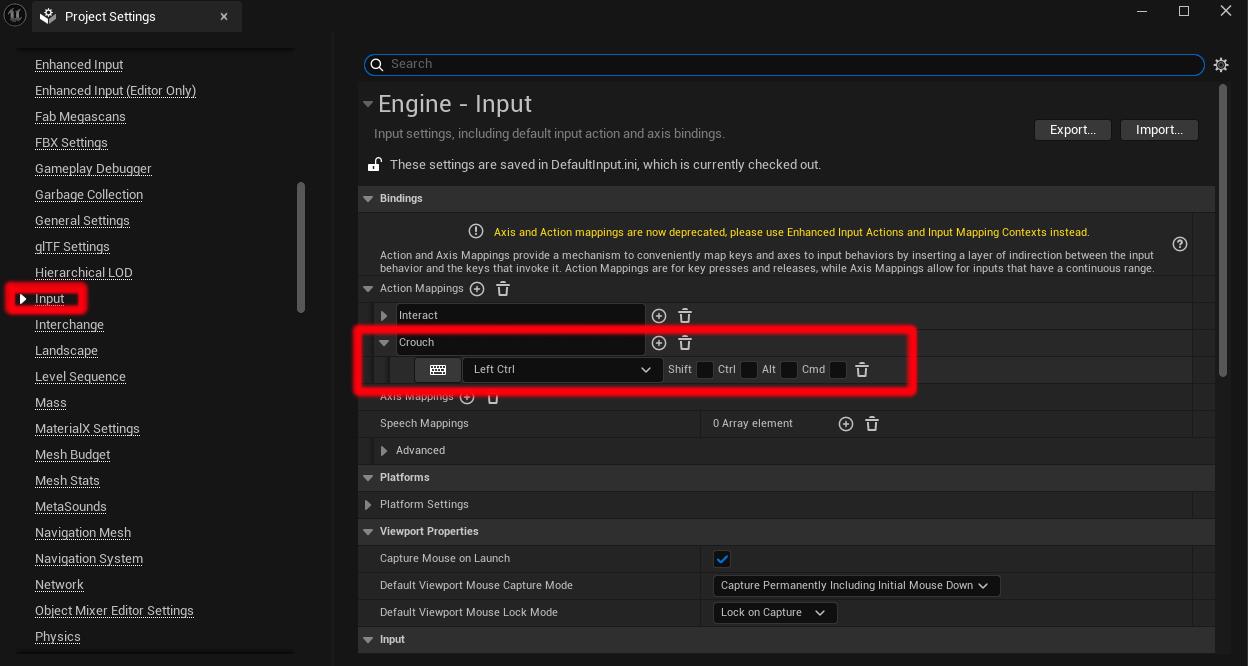 Project Settings
Enhanced Input
Enhanced Input (Editor Only)
Fab Megascans
FBX Settings
Gameplay Debugger
Garbage Collection
General Settings
glTF Settings
Hierarchical LOD
Input
Interchange
Landscape
Level Sequence
Mass
MaterialX Settings
Mesh Budget
Mesh Stats
MetaSounds
Navigation Mesh
Navigation System
Network
Object Mixer Editor Settings
Physics
Search
Engine - Input
Input settings, including default input action and axis bindings.
Export... Import...
These settings are saved in DefaultInput.ini, which is currently checked out.
Bindings
Axis and Action mappings are now deprecated, please use Enhanced Input Actions and Input Mapping Contexts instead.
Action and Axis Mappings provide a mechanism to conveniently map keys and axes to input behaviors by inserting a layer of indirection between the input
behavior and the keys that invoke it. Action Mappings are for key presses and releases, while Axis Mappings allow for inputs that have a continuous range.
Action Mappings
Interact
Crouch
Left Ctrl Shift Ctrl Alt Cmd
Axis Mappings
Speech Mappings 0 Array element
Advanced
Platforms
Platform Settings
Viewport Properties
Capture Mouse on Launch
Default Viewport Mouse Capture Mode Capture Permanently Including Initial Mouse Down
Default Viewport Mouse Lock Mode Lock on Capture
Input